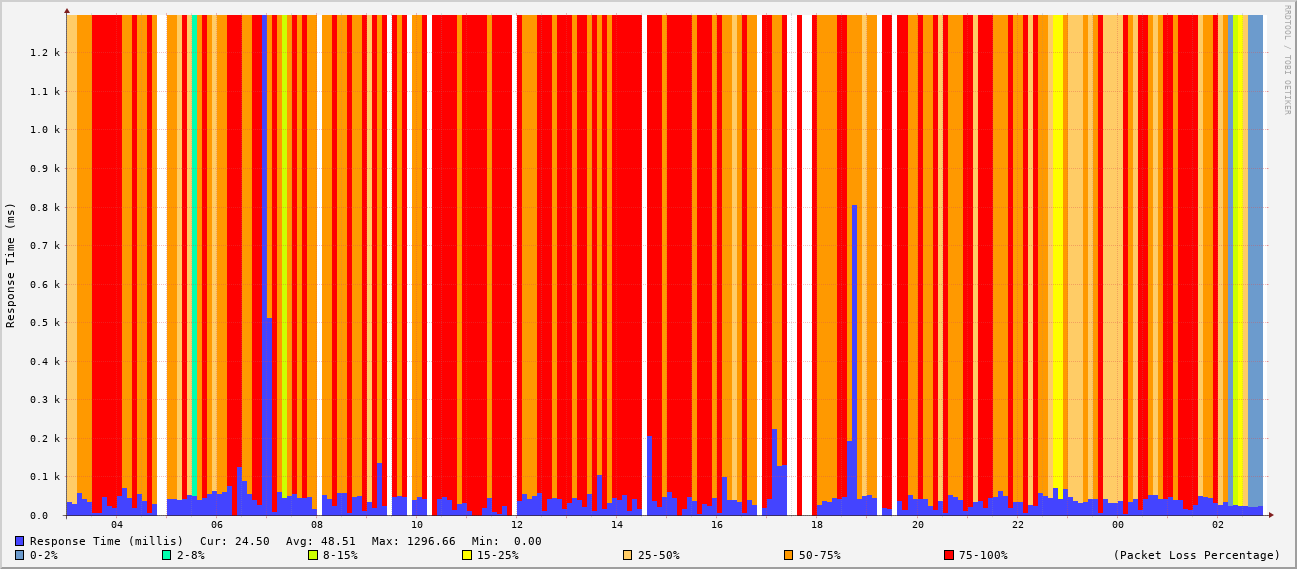 RRDTOOL / TOBI OETIKER
Response Time (ms)
1.2 k
1.1 k
1.0 k
0.9 k
0.8 k
0.7 k
0.6 k
0.5 k
0.4 k
0.3 k
0.2 k
0.1 k
0.0
04 06 08 10 12 14 16 18 20 22 00 02
Response Time (millis) Cur: 24.50 Avg: 48.51 Max: 1296.66 Min: 0.00
0-2% 2-8% 8-15% 15-25% 25-50% 50-75% 75-100% (Packet Loss Percentage)